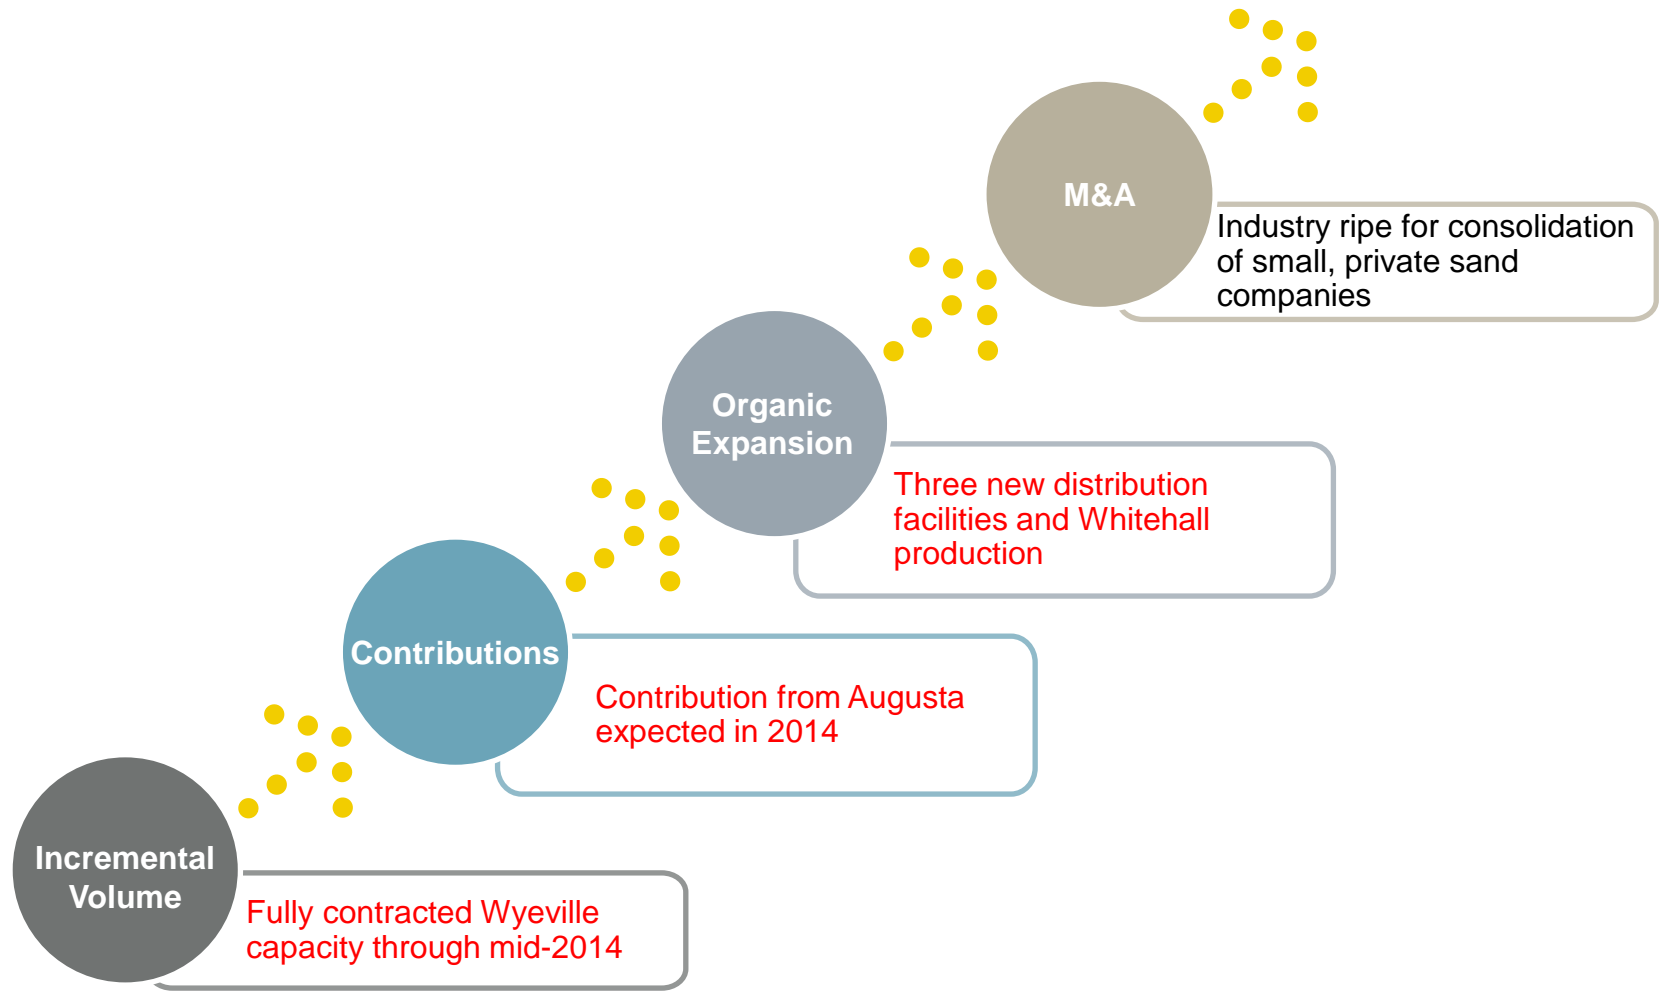 M&A
Industry ripe for consolidation
of small, private sand
companies
Organic
Expansion
Three new distribution
facilities and Whitehall
production
Contributions
Contribution from Augusta
expected in 2014
Incremental
Volume
Fully contracted Wyeville
capacity through mid-2014